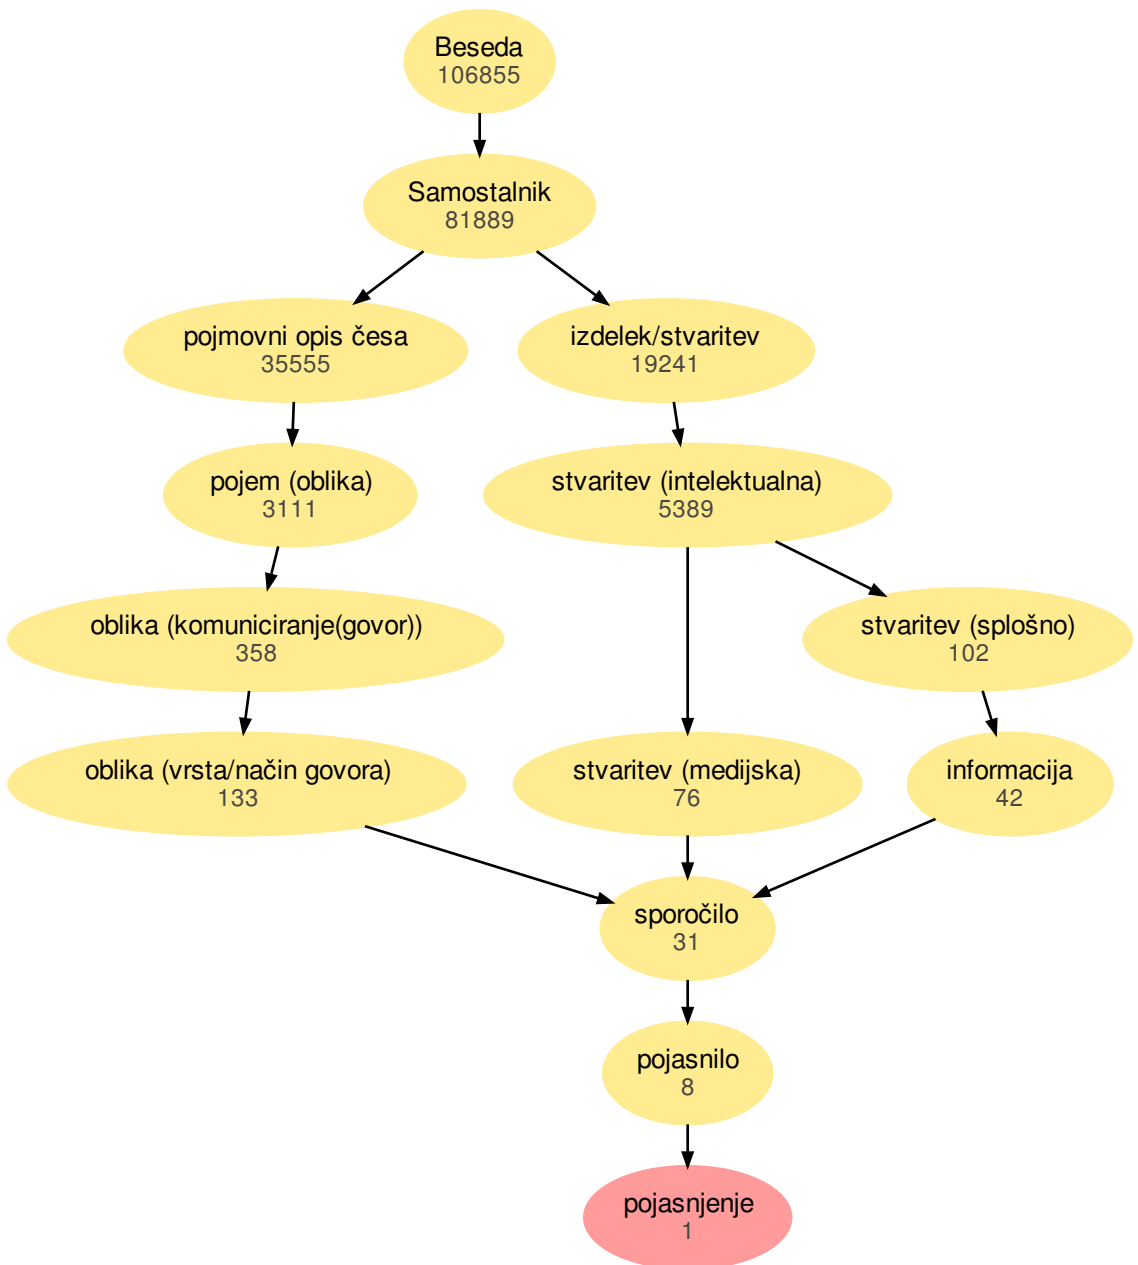 Beseda
106855
Samostalnik
81889
pojmovni opis česa
35555
izdelek/stvaritev
19241
pojem (oblika)
3111
stvaritev (intelektualna)
5389
oblika (komuniciranje(govor))
358
stvaritev (splošno)
102
oblika (vrsta/način govora)
133
stvaritev (medijska)
76
informacija
42
sporočilo
31
pojasnilo
8
pojasnjenje
1